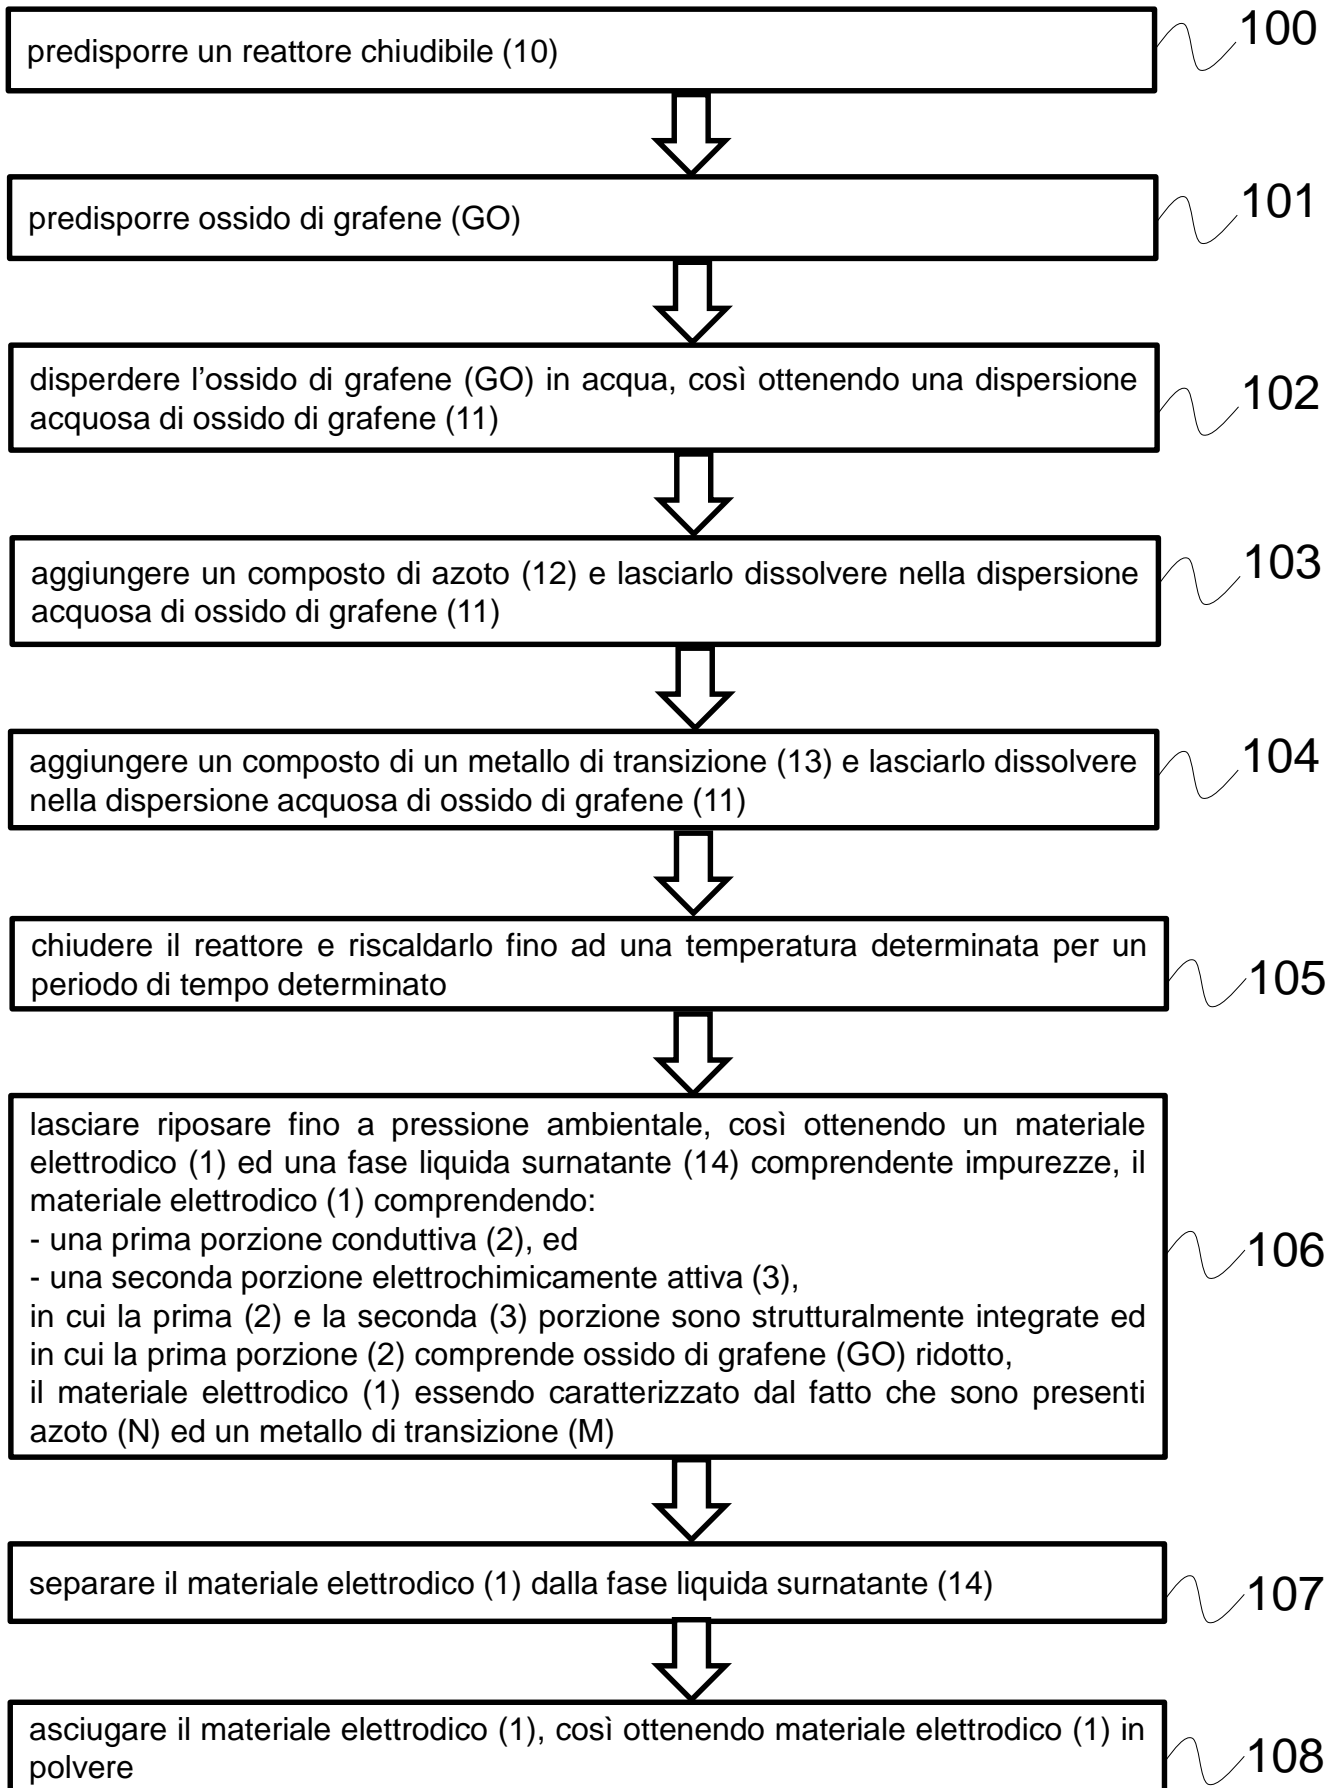 predisporre un reattore chiudibile (10)
100
predisporre ossido di grafene (GO)
101
disperdere l'ossido di grafene (GO) in acqua, così ottenendo una dispersione
acquosa di ossido di grafene (11)
102
aggiungere un composto di azoto (12) e lasciarlo dissolvere nella dispersione
acquosa di ossido di grafene (11)
103
aggiungere un composto di un metallo di transizione (13) e lasciarlo dissolvere
nella dispersione acquosa di ossido di grafene (11)
104
chiudere il reattore e riscaldarlo fino ad una temperatura determinata per un
periodo di tempo determinato
105
lasciare riposare fino a pressione ambientale, così ottenendo un materiale
elettrodico (1) ed una fase liquida surnatante (14) comprendente impurezze, il
materiale elettrodico (1) comprendendo:
- una prima porzione conduttiva (2), ed
- una seconda porzione elettrochimicamente attiva (3),
in cui la prima (2) e la seconda (3) porzione sono strutturalmente integrate ed
in cui la prima porzione (2) comprende ossido di grafene (GO) ridotto,
il materiale elettrodico (1) essendo caratterizzato dal fatto che sono presenti
azoto (N) ed un metallo di transizione (M)
106
separare il materiale elettrodico (1) dalla fase liquida surnatante (14)
107
asciugare il materiale elettrodico (1), così ottenendo materiale elettrodico (1) in
polvere
108